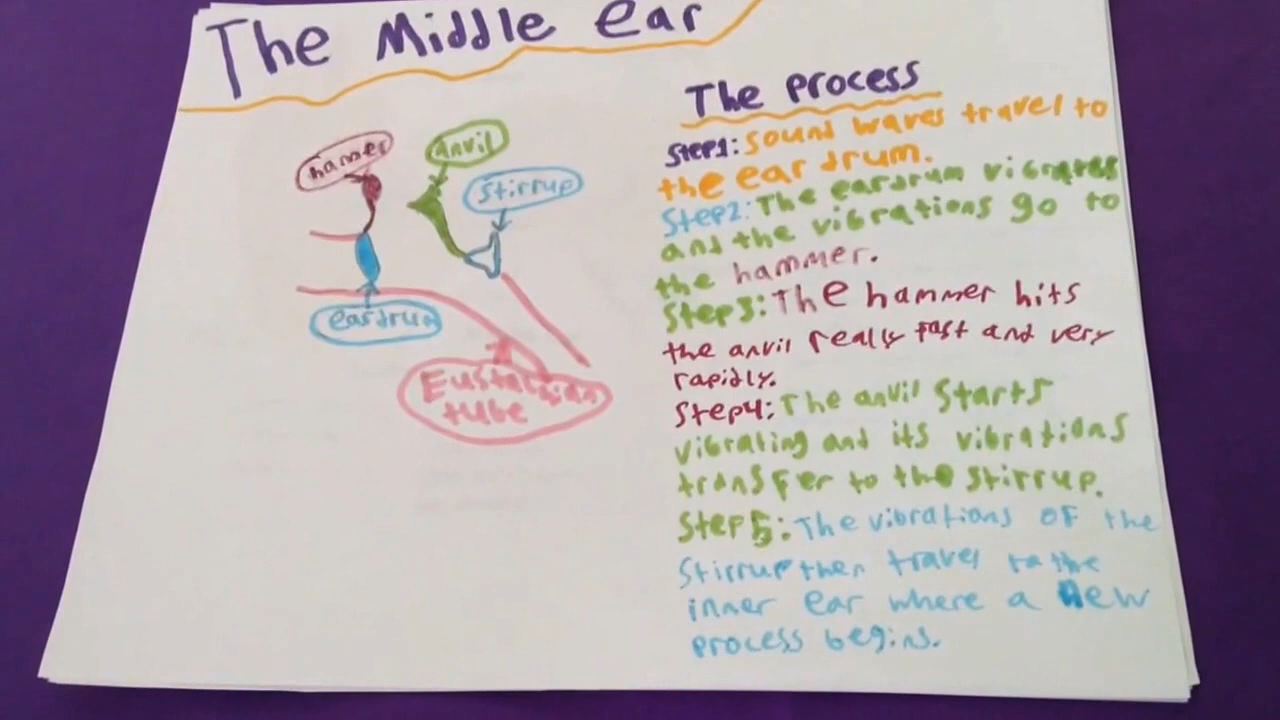 The Middle ear
hammer
Anvil
Stirrup
eardrum
Eustachian
tube
The process
Step1: Sound waves travel to
the ear drum.
Step2: The eardrum vibrates
and the vibrations go to
the hammer.
Step3: The hammer hits
the anvil really fast and very
rapidly.
Step4: The anvil starts
vibrating and its vibrations
transfer to the stirrup.
Step5: The vibrations of the
Stirrup then travel to the
inner ear where a new
process begins.